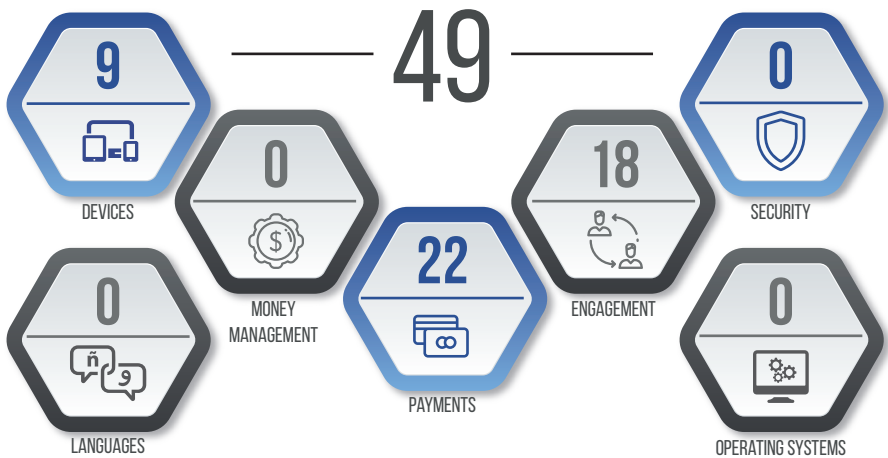 49
9
DEVICES
0
MONEY
MANAGEMENT
22
PAYMENTS
18
ENGAGEMENT
0
SECURITY
0
ñ
و
LANGUAGES
$
0
OPERATING SYSTEMS